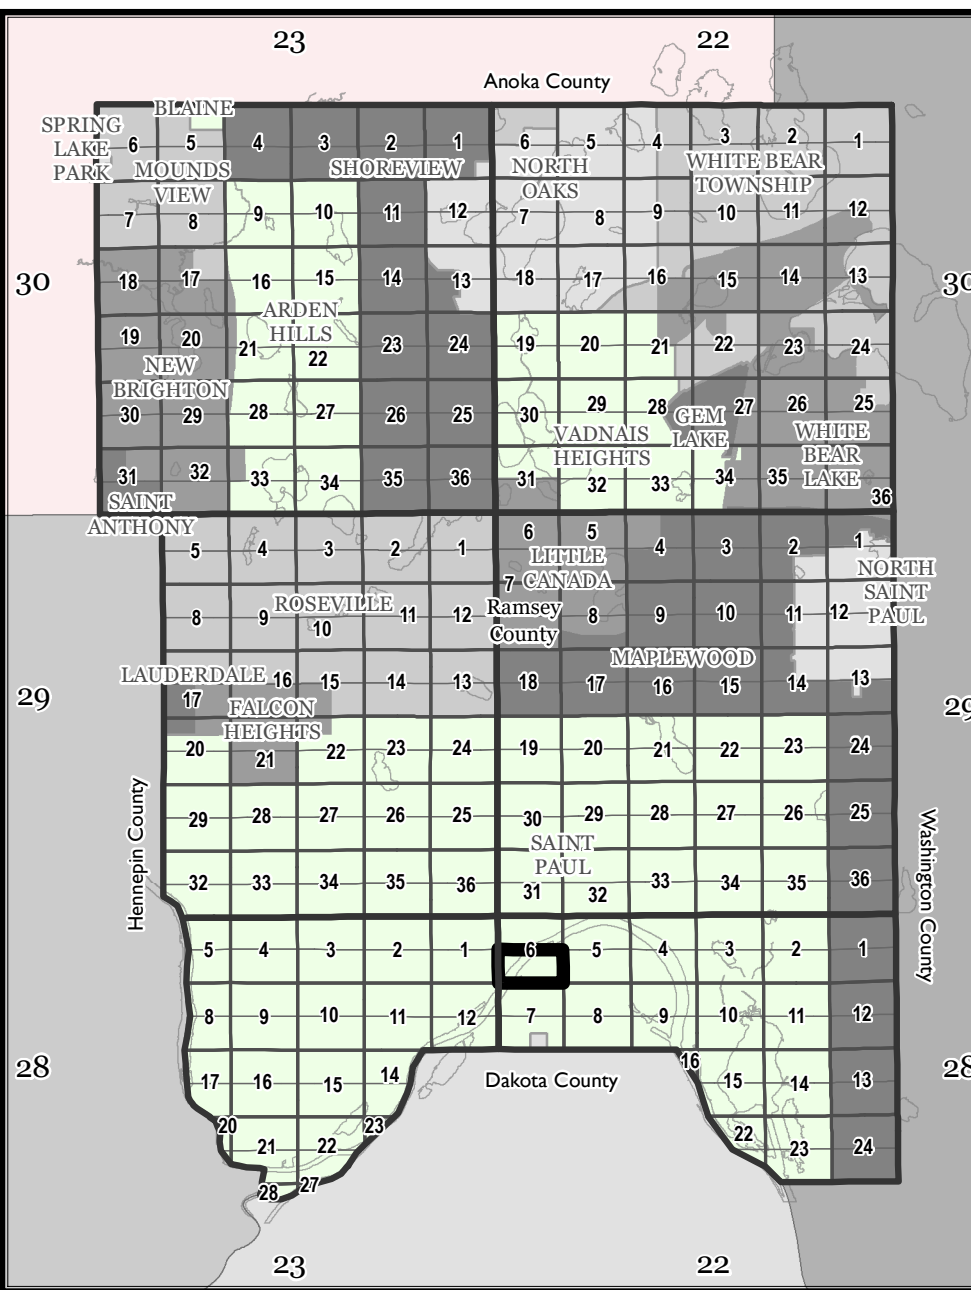 23 22
Anoka County
BLAINE
SPRING
LAKE
PARK
6 5 4 3 2 1 6 5 4 3 2 1
MOUNDS
VIEW
SHOREVIEW
NORTH
OAKS
WHITE BEAR
TOWNSHIP
7 8 9 10 11 12 7 8 9 10 11 12
30 18 17 16 15 14 13 18 17 16 15 14 13 30
ARDEN
HILLS
19 20 21 22 23 24 19 20 21 22 23 24
NEW
BRIGHTON
30 29 28 27 26 25 30 29 28 27 26 25
GEM
LAKE
VADNAIS
HEIGHTS
WHITE
BEAR
LAKE
31 32 33 34 35 36 31 32 33 34 35 36
SAINT
ANTHONY
5 4 3 2 1 6 5 4 3 2 1
LITTLE
CANADA
NORTH
SAINT
PAUL
8 9 10 11 12 7 8 9 10 11 12
ROSEVILLE
Ramsey
County
MAPLEWOOD
LAUDERDALE
29 17 16 15 14 13 18 17 16 15 14 13 29
FALCON
HEIGHTS
20 21 22 23 24 19 20 21 22 23 24
29 28 27 26 25 30 29 28 27 26 25
SAINT
PAUL
32 33 34 35 36 31 32 33 34 35 36
Hennepin County
Washington County
5 4 3 2 1 6 5 4 3 2 1
8 9 10 11 12 7 8 9 10 11 12
28 17 16 15 14 16 15 14 13 28
Dakota County
20 21 22 23 22 23 24
28 27
23 22